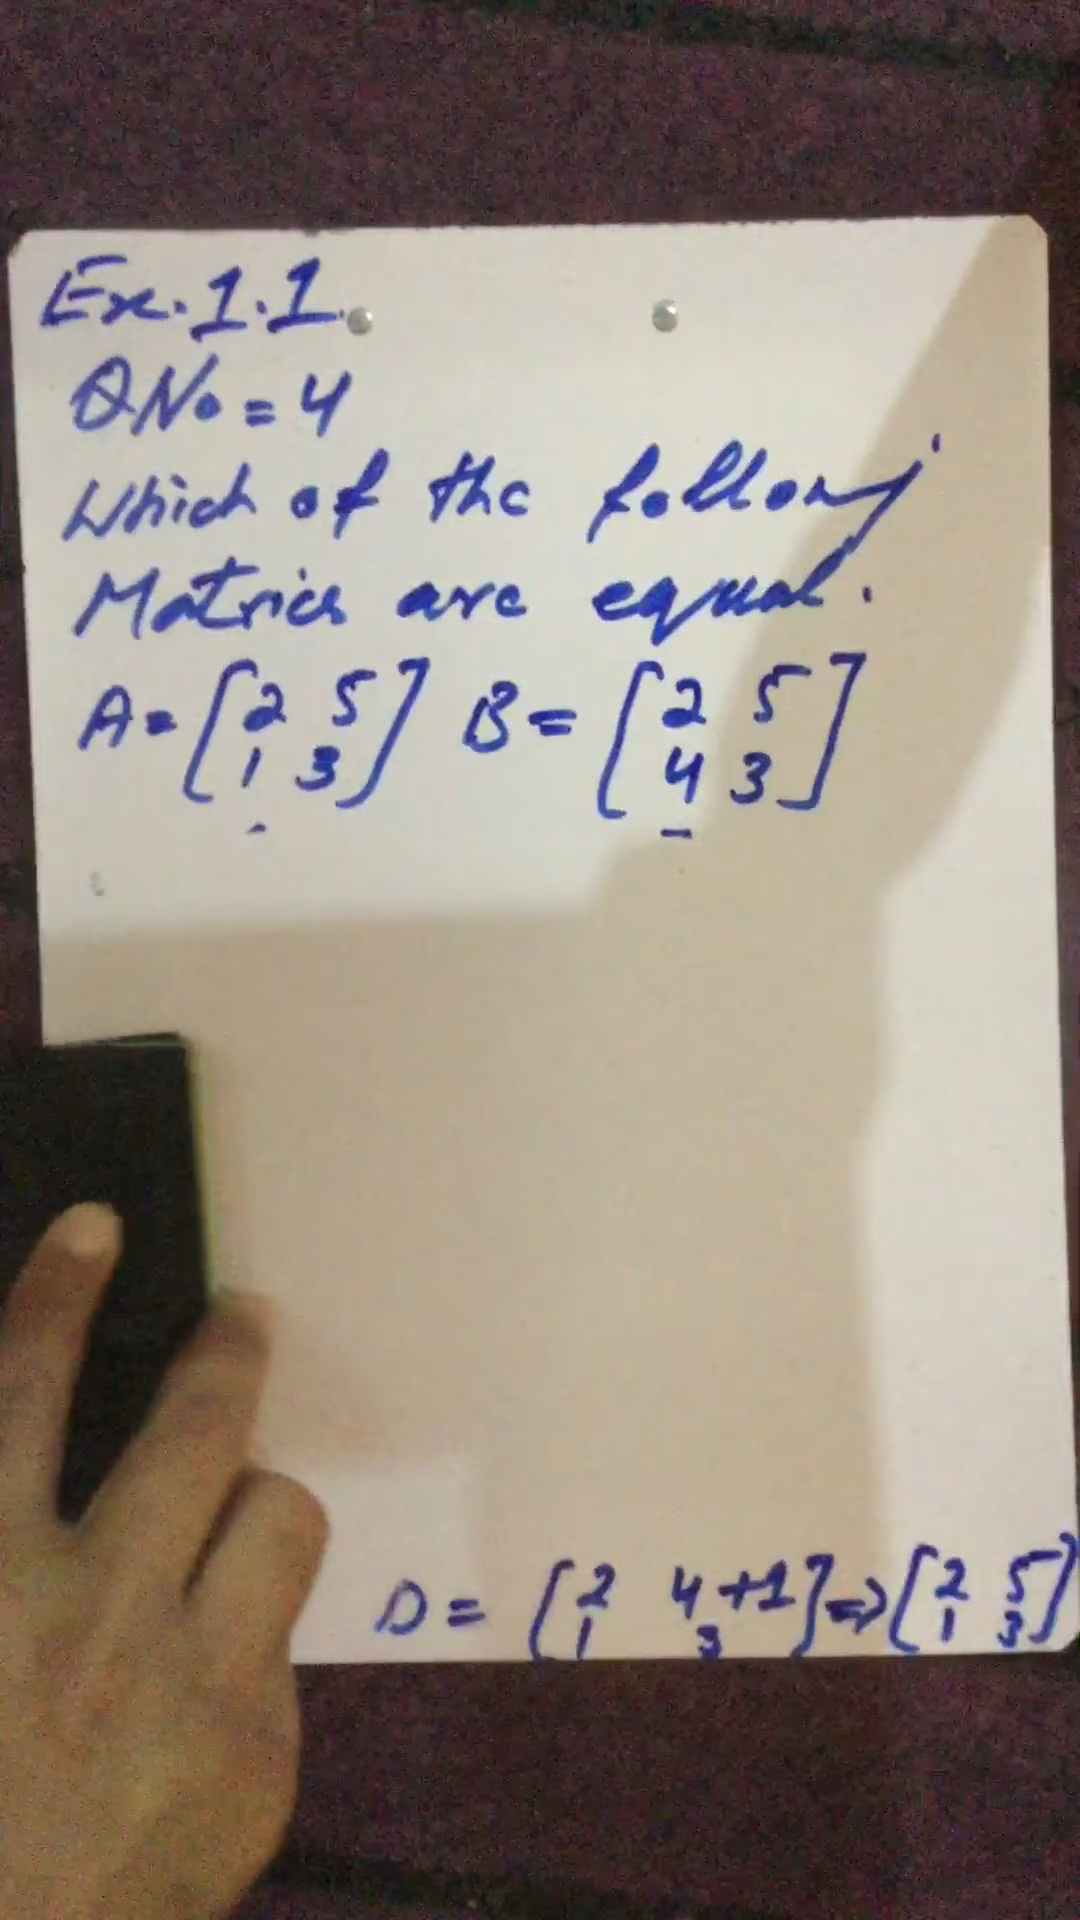 Ex. 1.1.
Q No = 4
Which of the following
Matrics are equal.
A = [2 5] B = [2 5]
[1 3] [4 3]
D = [2 4+1] ⇒ [2 5]
[1 3] [1 3]